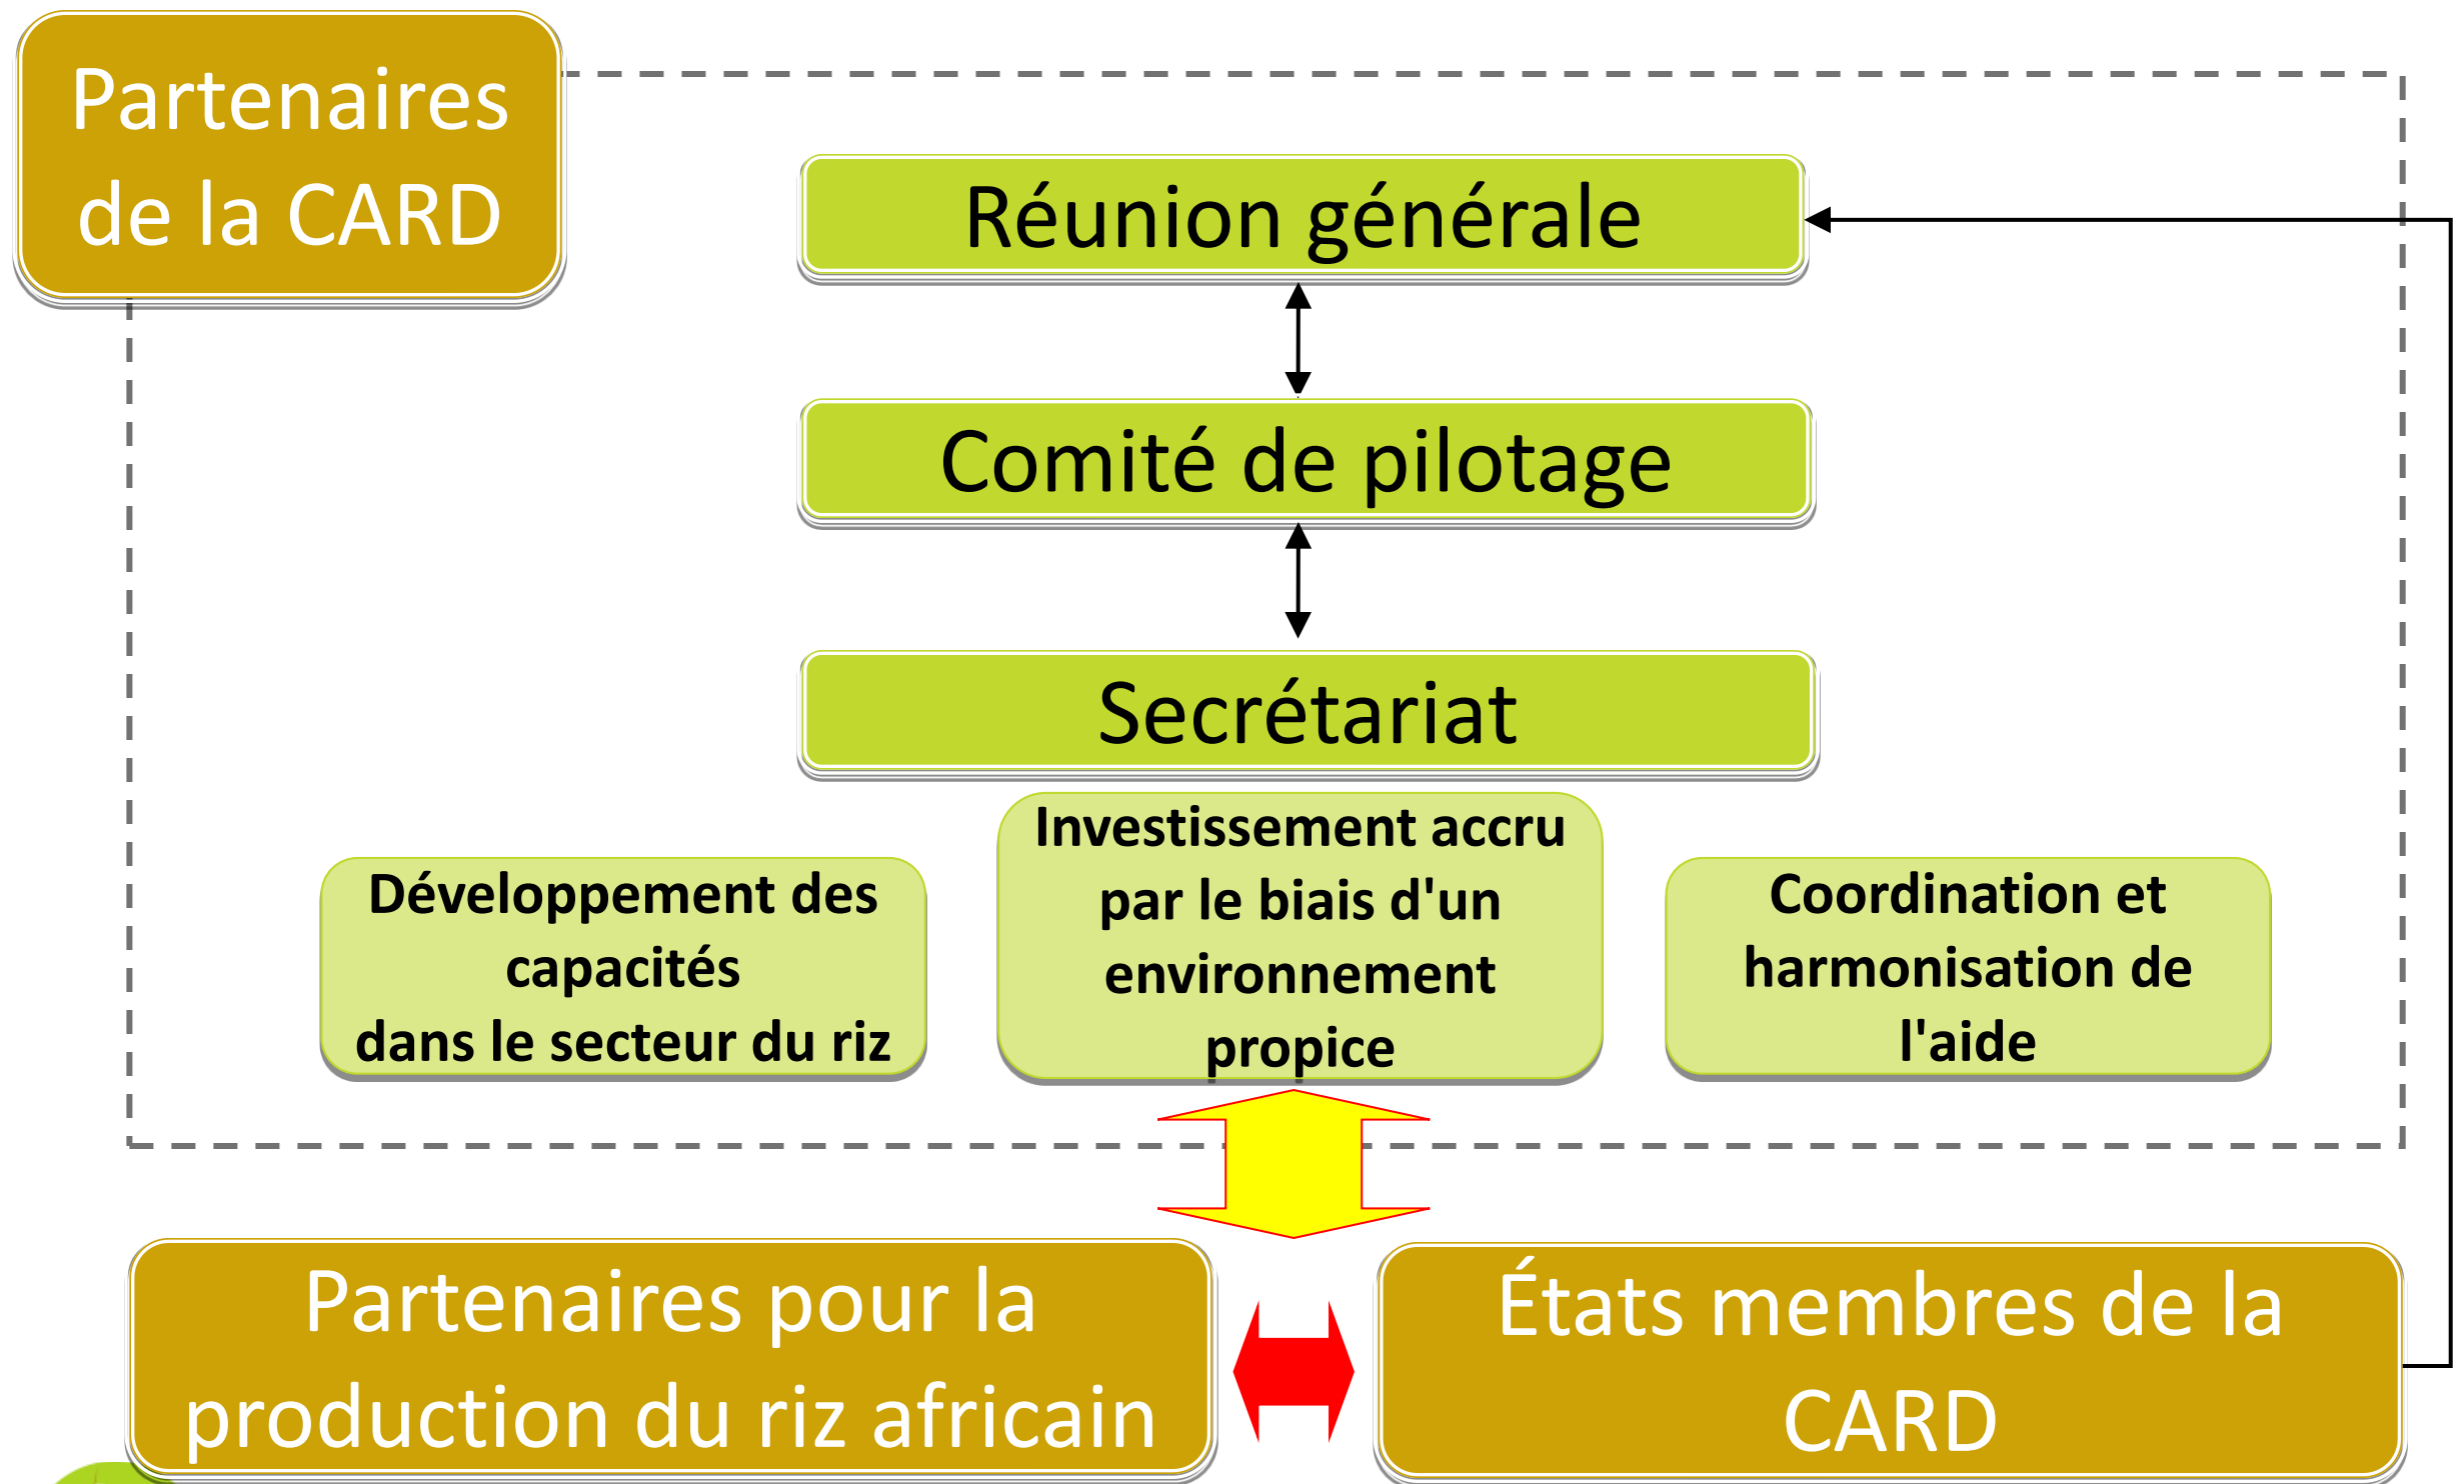 Partenaires
de la CARD
Réunion générale
Comité de pilotage
Secrétariat
Développement des
capacités
dans le secteur du riz
Investissement accru
par le biais d'un
environnement
propice
Coordination et
harmonisation de
l'aide
Partenaires pour la
production du riz africain
États membres de la
CARD